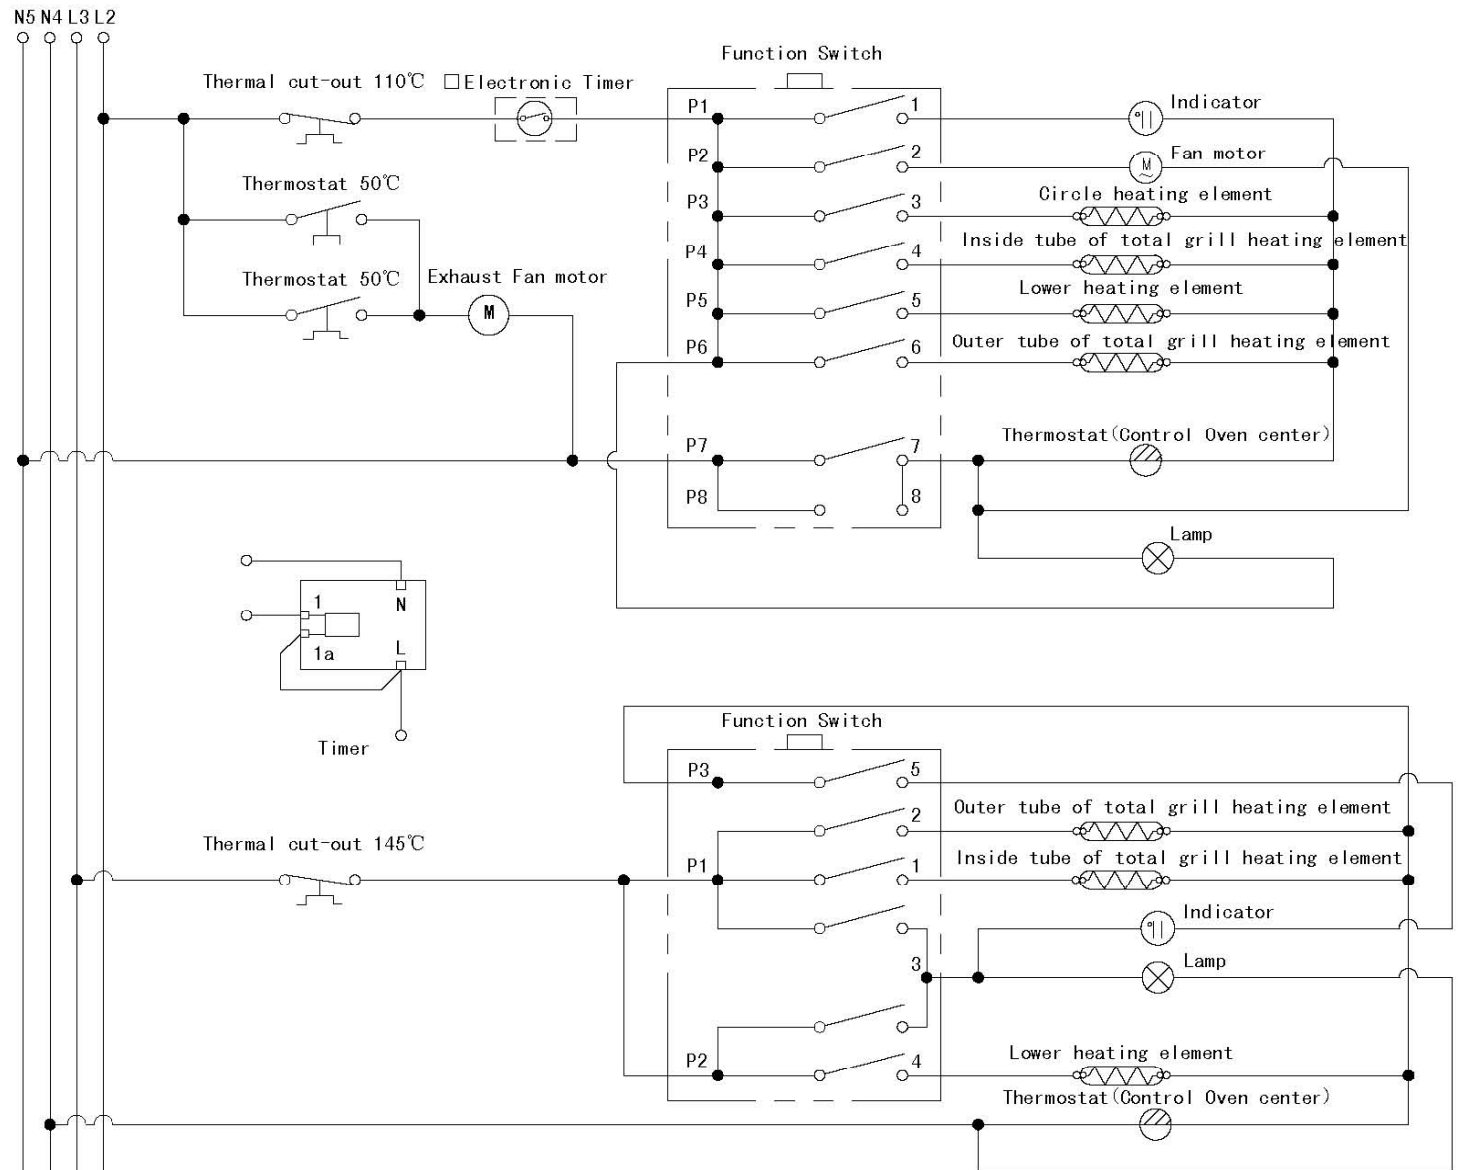 N5 N4 L3 L2
Function Switch
Thermal cut-out 110℃ □Electronic Timer
P1 1 Indicator
P2 2 Fan motor
Thermostat 50℃
P3 3 Circle heating element
P4 4 Inside tube of total grill heating element
Thermostat 50℃ Exhaust Fan motor
M
M
P5 5 Lower heating element
P6 6 Outer tube of total grill heating element
P7 7 Thermostat(Control Oven center)
P8 8
Lamp
1 N
1a L
Timer
Function Switch
P3 5
2 Outer tube of total grill heating element
Thermal cut-out 145℃
P1 1 Inside tube of total grill heating element
Indicator
3 Lamp
P2 4 Lower heating element
Thermostat(Control Oven center)